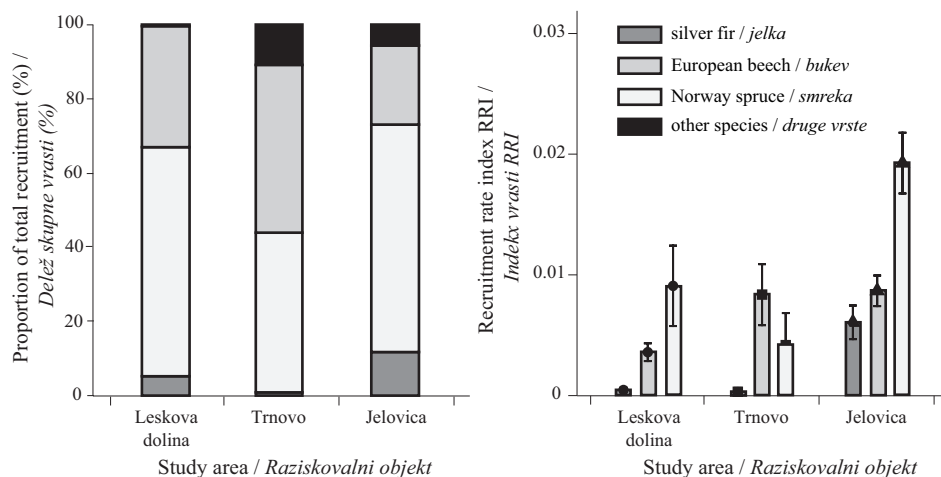 Proportion of total recruitment (%) /
Delež skupne vrasti (%)
100
80
60
40
20
0
Leskova
dolina
Trnovo
Jelovica
Study area / Raziskovalni objekt
Recruitment rate index RRI /
Indekx vrasti RRI
0.03
0.02
0.01
0
silver fir / jelka
European beech / bukev
Norway spruce / smreka
other species / druge vrste
Leskova
dolina
Trnovo
Jelovica
Study area / Raziskovalni objekt